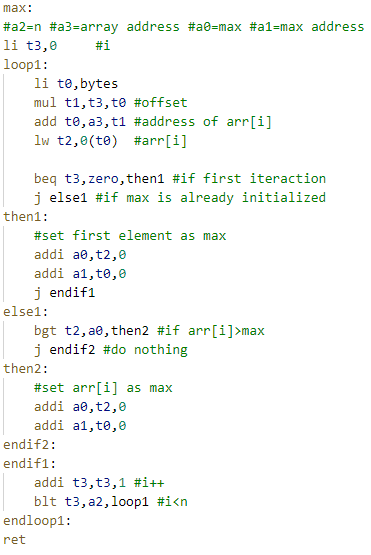 max:
#a2=n #a3=array address #a0=max #a1=max address
li t3,0     #i
loop1:
    li t0,bytes
    mul t1,t3,t0 #offset
    add t0,a3,t1 #address of arr[i]
    lw t2,0(t0)  #arr[i]

    beq t3,zero,then1 #if first iteraction
    j else1 #if max is already initialized
then1:
    #set first element as max
    addi a0,t2,0
    addi a1,t0,0
    j endif1
else1:
    bgt t2,a0,then2 #if arr[i]>max
    j endif2 #do nothing
then2:
    #set arr[i] as max
    addi a0,t2,0
    addi a1,t0,0
endif2:
endif1:
    addi t3,t3,1 #i++
    blt t3,a2,loop1 #i<n
endloop1:
ret